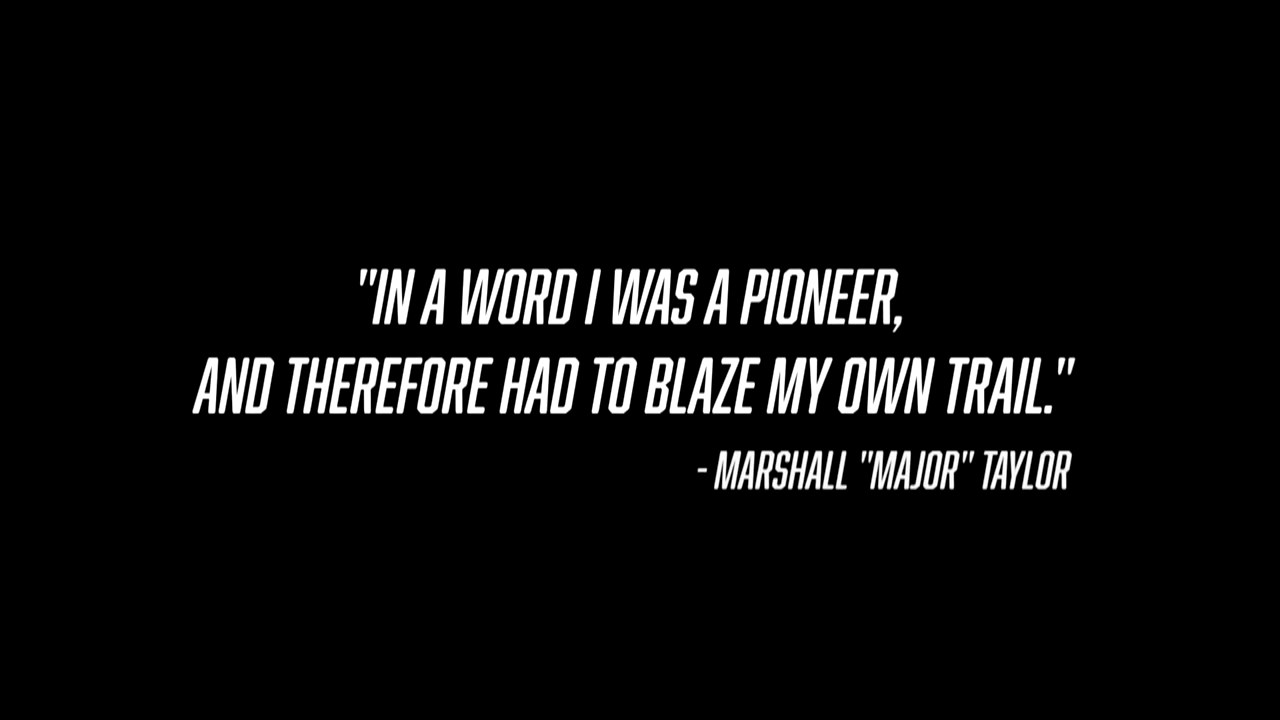 "IN A WORD I WAS A PIONEER,
AND THEREFORE HAD TO BLAZE MY OWN TRAIL."
- MARSHALL "MAJOR" TAYLOR